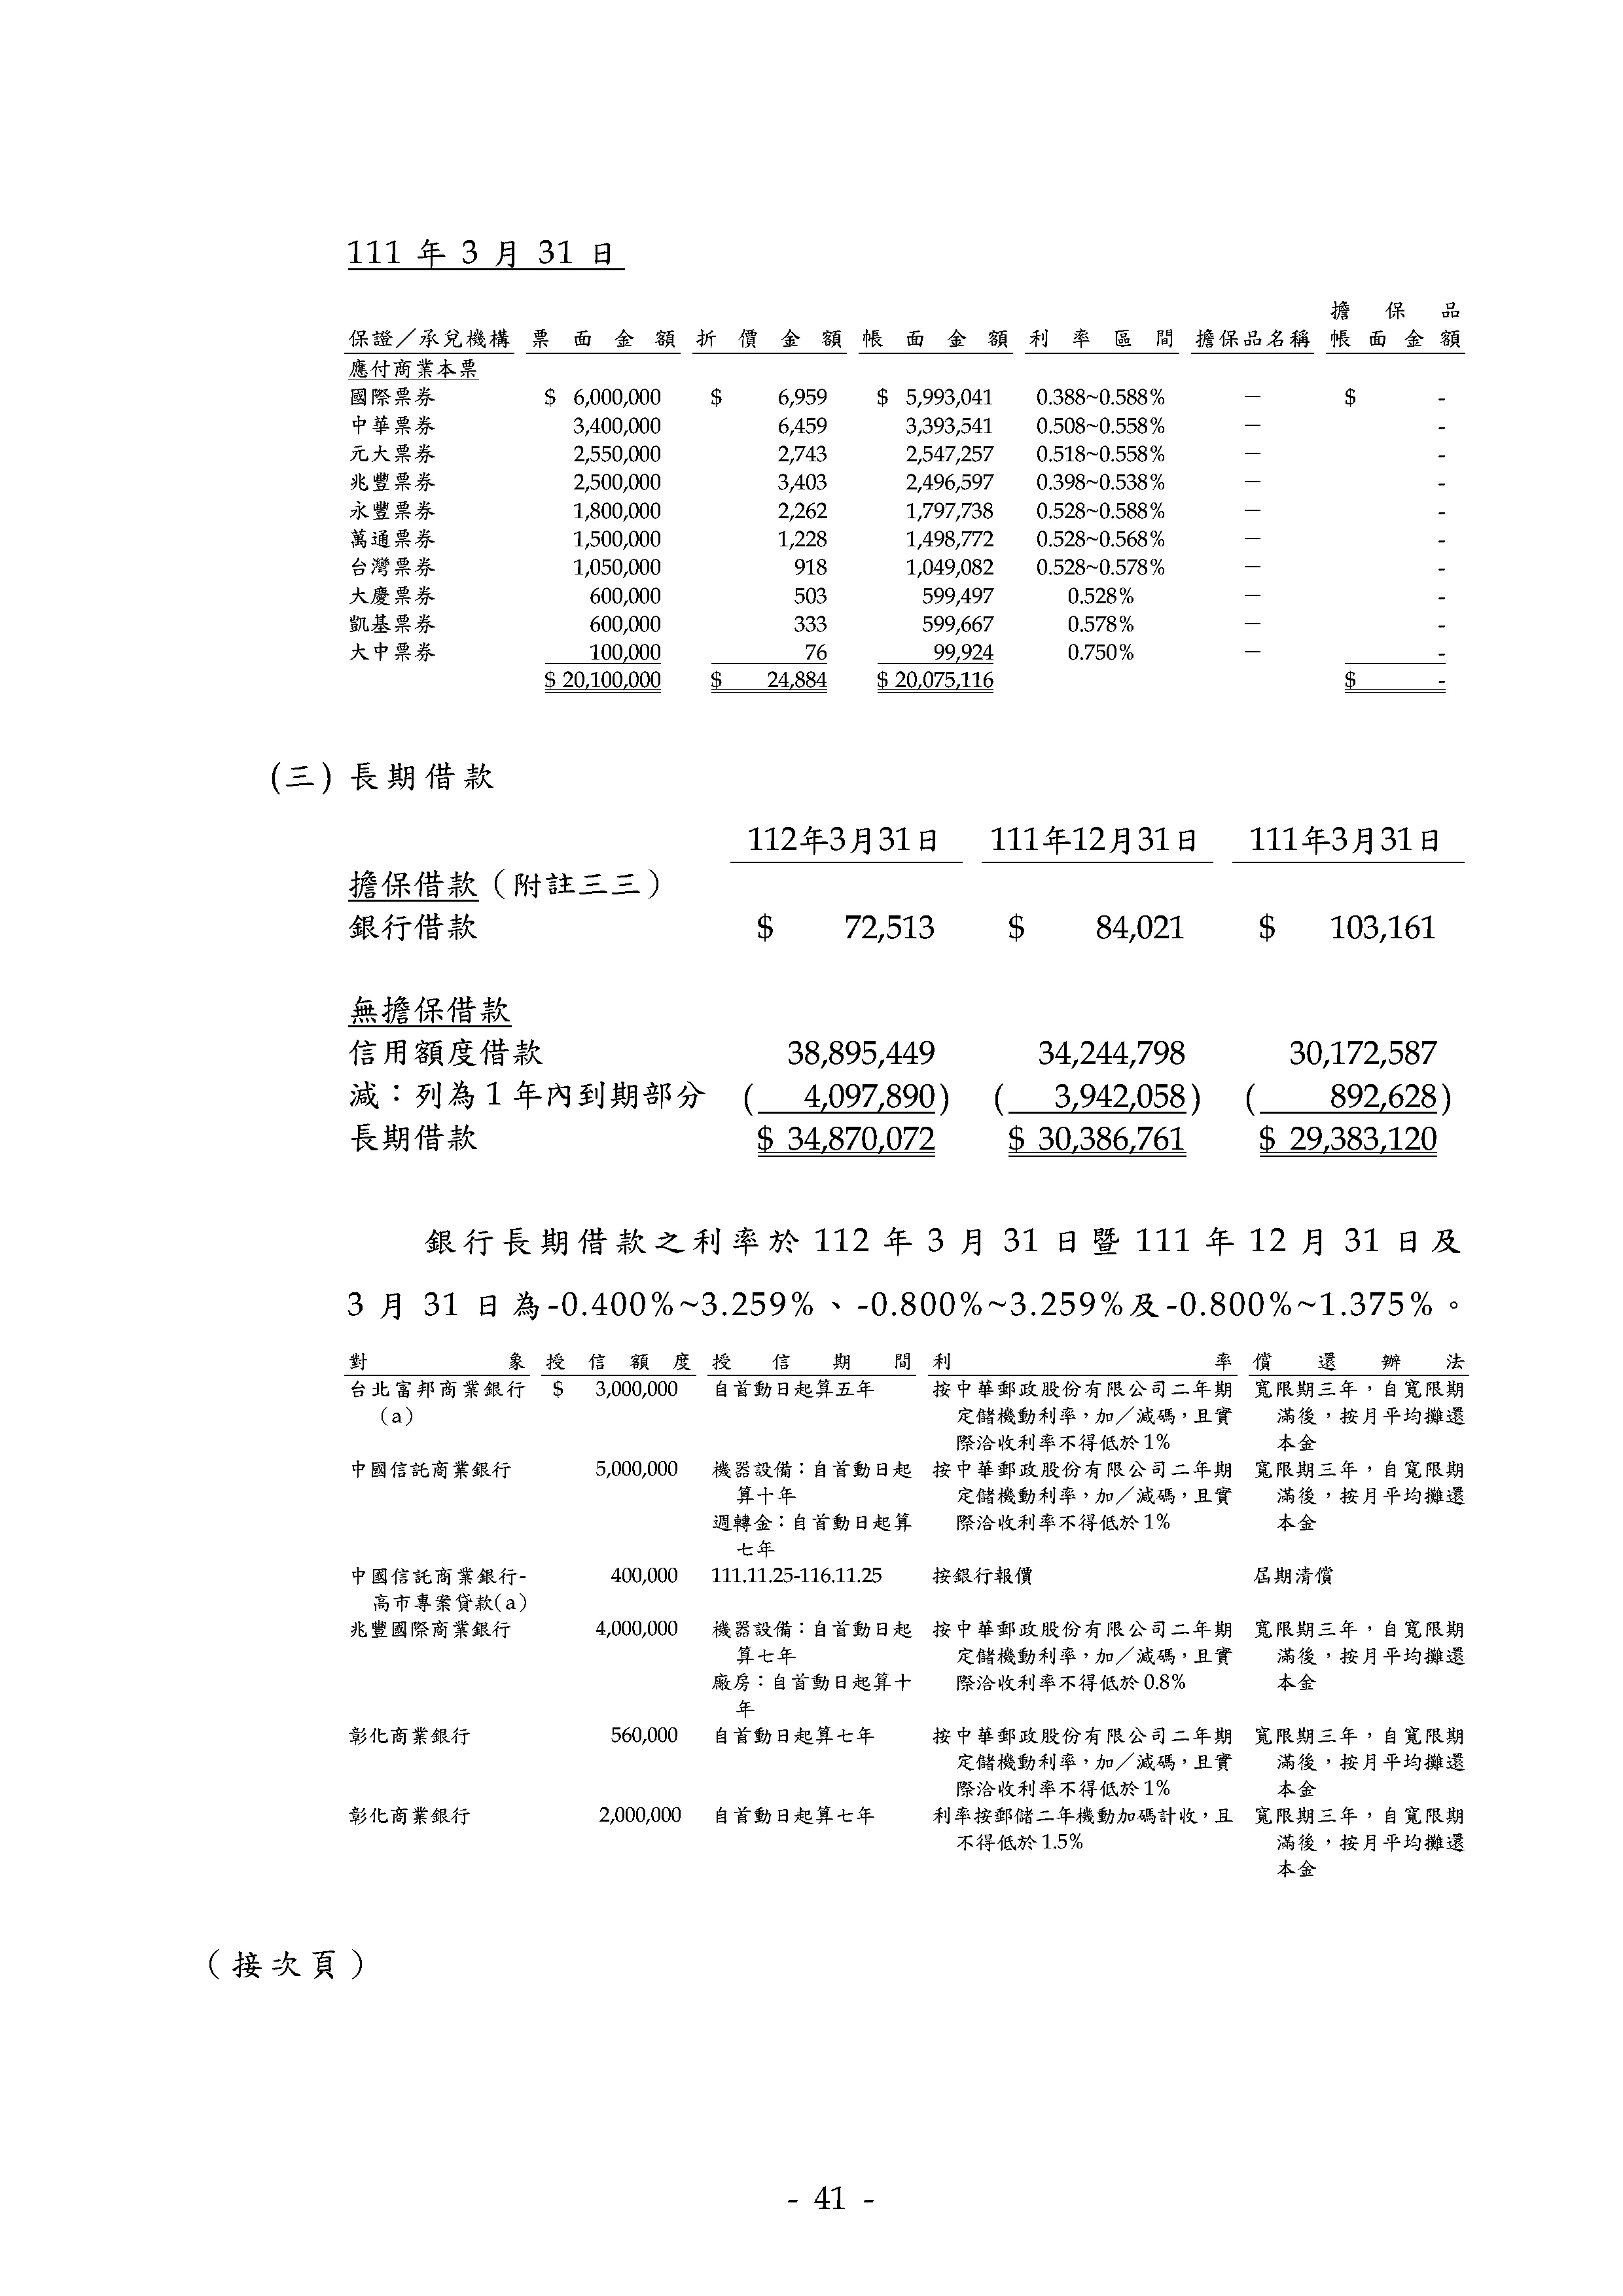 111 年 3 月 31 日
擔保品
保證／承兌機構 票面金額 折價金額 帳面金額 利率區間 擔保品名稱 帳面金額
應付商業本票
國際票券 $ 6,000,000 $ 6,959 $ 5,993,041 0.388~0.588% － $ -
中華票券 3,400,000 6,459 3,393,541 0.508~0.558% － -
元大票券 2,550,000 2,743 2,547,257 0.518~0.558% － -
兆豐票券 2,500,000 3,403 2,496,597 0.398~0.538% － -
永豐票券 1,800,000 2,262 1,797,738 0.528~0.588% － -
萬通票券 1,500,000 1,228 1,498,772 0.528~0.568% － -
台灣票券 1,050,000 918 1,049,082 0.528~0.578% － -
大慶票券 600,000 503 599,497 0.528% － -
凱基票券 600,000 333 599,667 0.578% － -
大中票券 100,000 76 99,924 0.750% － -
$ 20,100,000 $ 24,884 $ 20,075,116 $ -
(三) 長期借款
112年3月31日 111年12月31日 111年3月31日
擔保借款（附註三三）
銀行借款 $ 72,513 $ 84,021 $ 103,161
無擔保借款
信用額度借款 38,895,449 34,244,798 30,172,587
減：列為 1 年內到期部分 ( 4,097,890) ( 3,942,058) ( 892,628)
長期借款 $ 34,870,072 $ 30,386,761 $ 29,383,120
銀行長期借款之利率於 112 年 3 月 31 日暨 111 年 12 月 31 日及
3 月 31 日為-0.400%~3.259%、-0.800%~3.259%及-0.800%~1.375%。
對象 授信額度 授信期間 利率 償還辦法
台北富邦商業銀行 $ 3,000,000 自首動日起算五年 按中華郵政股份有限公司二年期 寬限期三年，自寬限期
（a） 定儲機動利率，加／減碼，且實 滿後，按月平均攤還
際洽收利率不得低於 1% 本金
中國信託商業銀行 5,000,000 機器設備：自首動日起 按中華郵政股份有限公司二年期 寬限期三年，自寬限期
算十年 定儲機動利率，加／減碼，且實 滿後，按月平均攤還
週轉金：自首動日起算 際洽收利率不得低於 1% 本金
七年
中國信託商業銀行- 400,000 111.11.25-116.11.25 按銀行報價 屆期清償
高市專案貸款（a）
兆豐國際商業銀行 4,000,000 機器設備：自首動日起 按中華郵政股份有限公司二年期 寬限期三年，自寬限期
算七年 定儲機動利率，加／減碼，且實 滿後，按月平均攤還
廠房：自首動日起算十 際洽收利率不得低於 0.8% 本金
年
彰化商業銀行 560,000 自首動日起算七年 按中華郵政股份有限公司二年期 寬限期三年，自寬限期
定儲機動利率，加／減碼，且實 滿後，按月平均攤還
際洽收利率不得低於 1% 本金
彰化商業銀行 2,000,000 自首動日起算七年 利率按郵儲二年機動加碼計收，且 寬限期三年，自寬限期
不得低於 1.5% 滿後，按月平均攤還
本金
（接次頁）
- 41 -